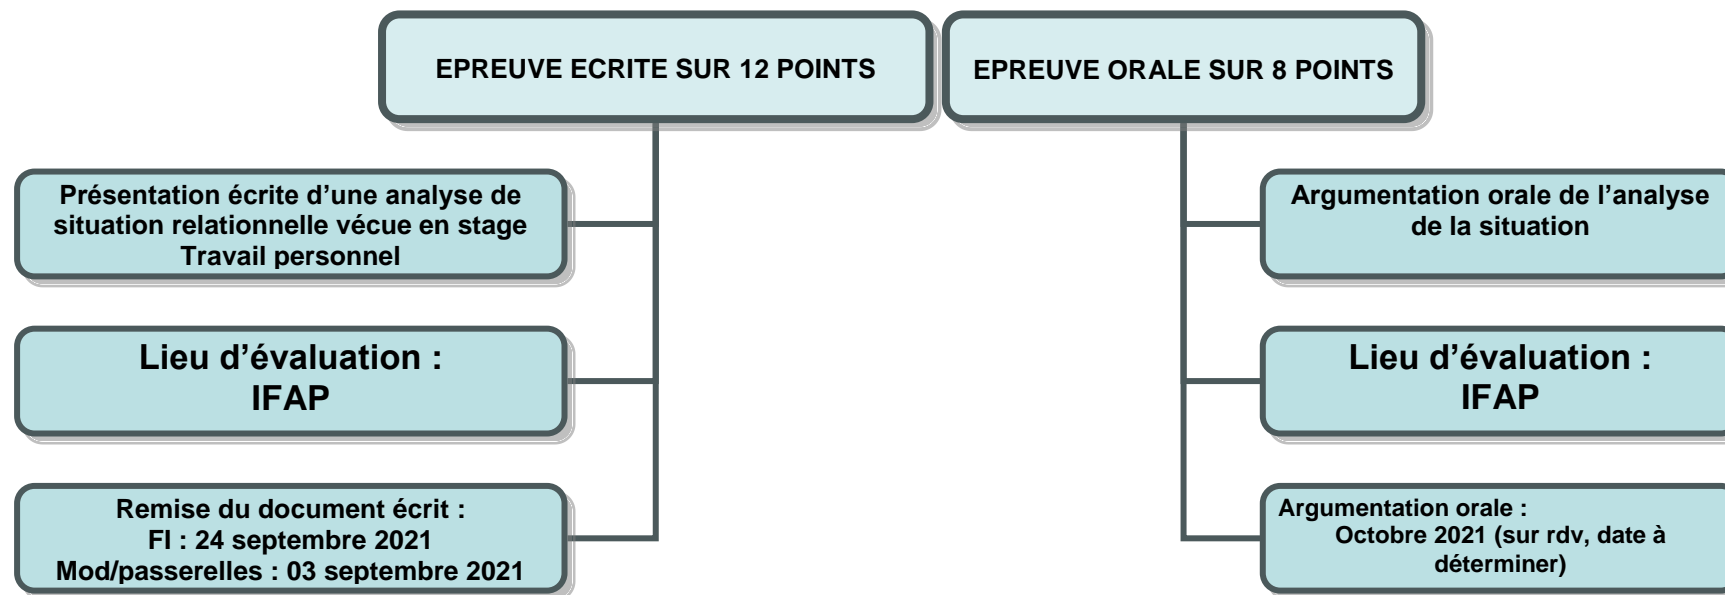 EPREUVE ECRITE SUR 12 POINTS
Présentation écrite d’une analyse de
situation relationnelle vécue en stage
Travail personnel
Lieu d’évaluation :
IFAP
Remise du document écrit :
FI : 24 septembre 2021
Mod/passerelles : 03 septembre 2021
EPREUVE ORALE SUR 8 POINTS
Argumentation orale de l’analyse
de la situation
Lieu d’évaluation :
IFAP
Argumentation orale :
Octobre 2021 (sur rdv, date à
déterminer)